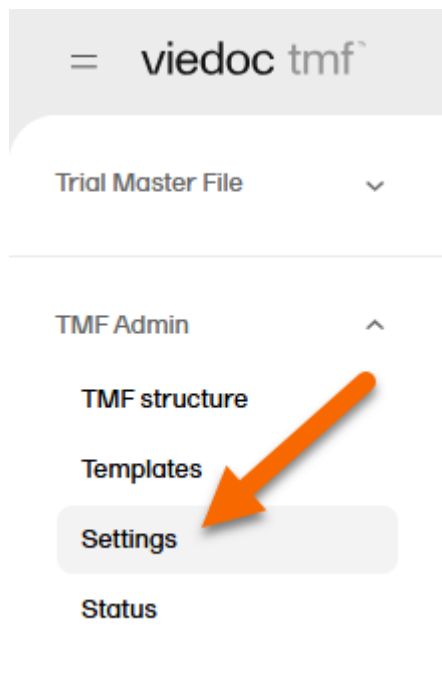 viedoc tmf
Trial Master File
TMF Admin
TMF structure
Templates
Settings
Status